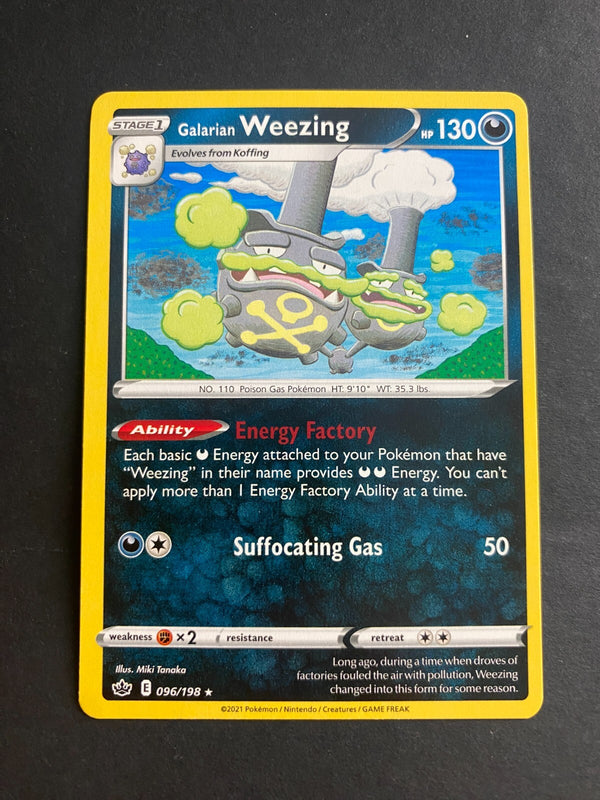 STAGE1
Galarian Weezing
HP 130
Evolves from Koffing
NO. 110 Poison Gas Pokémon HT: 9'10" WT: 35.3 lbs.
Ability Energy Factory
Each basic Energy attached to your Pokémon that have
"Weezing" in their name provides Energy. You can't
apply more than 1 Energy Factory Ability at a time.
Suffocating Gas 50
weakness ×2 resistance retreat
Illus. Miki Tanaka
Long ago, during a time when droves of
factories fouled the air with pollution, Weezing
changed into this form for some reason.
E 096/198 ★
©2021 Pokémon / Nintendo / Creatures / GAME FREAK